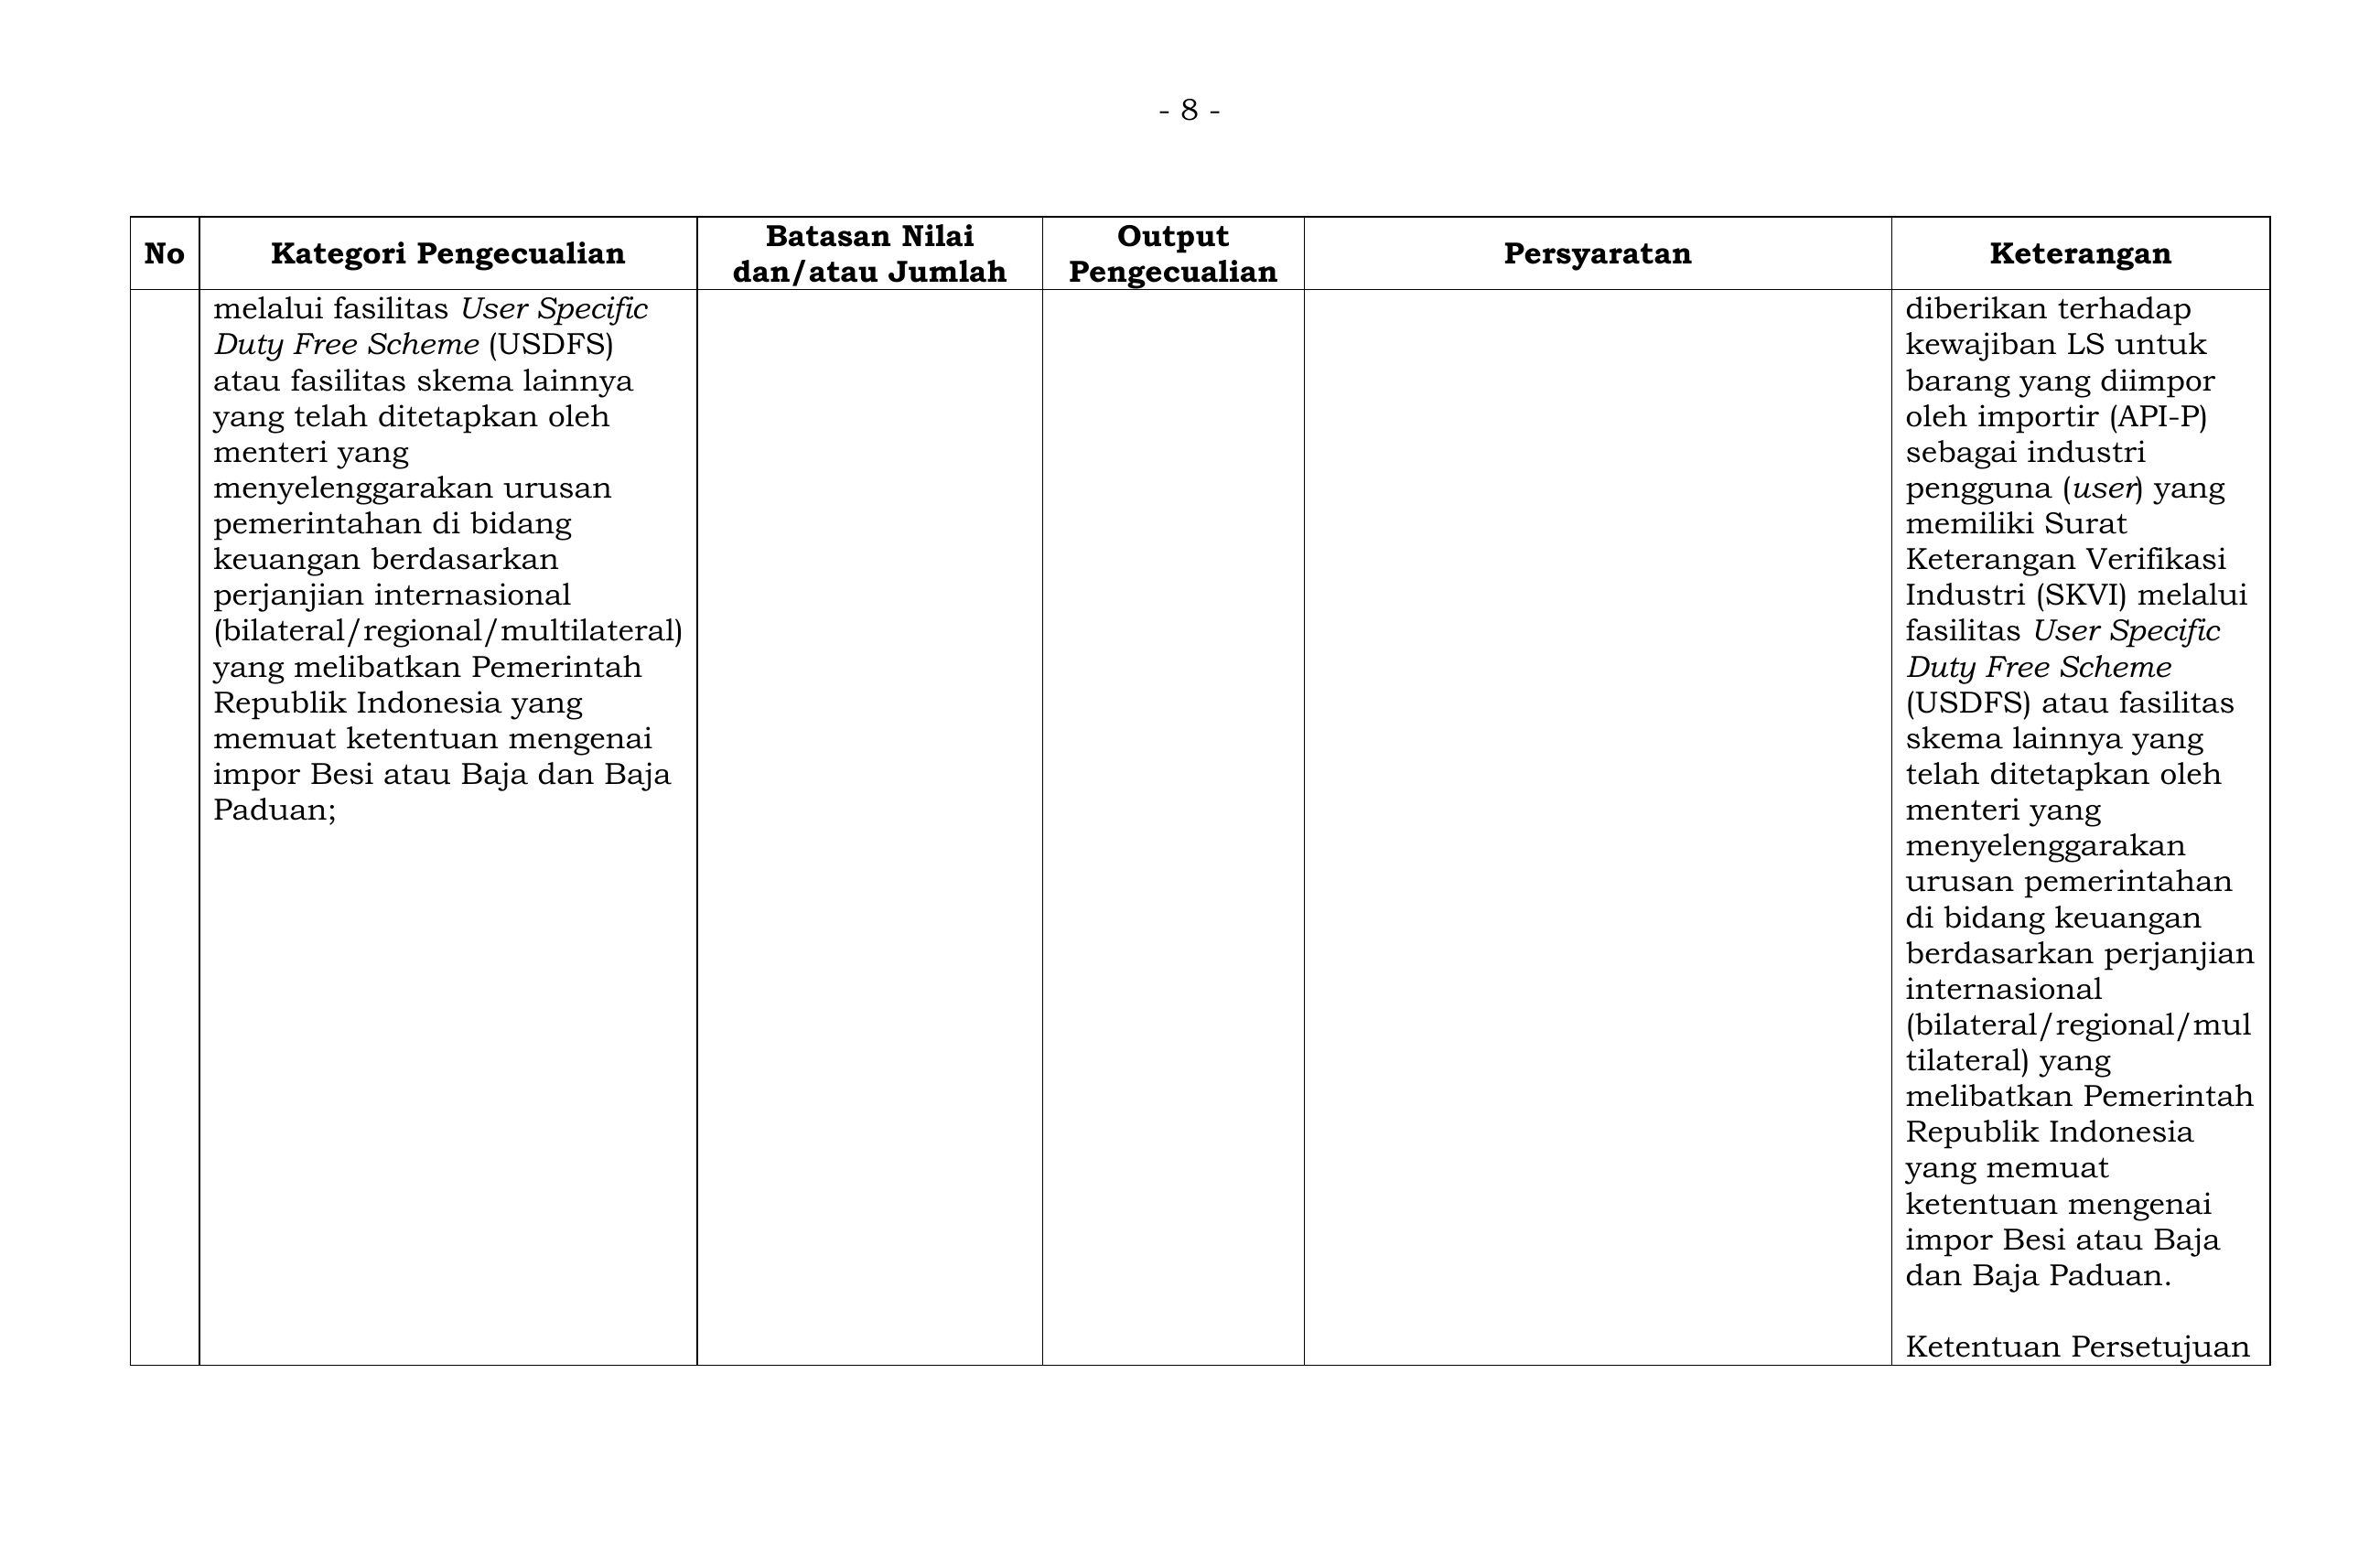 - 8 -
No
Kategori Pengecualian
Batasan Nilai
dan/atau Jumlah
Output
Pengecualian
Persyaratan
Keterangan
melalui fasilitas User Specific
Duty Free Scheme (USDFS)
atau fasilitas skema lainnya
yang telah ditetapkan oleh
menteri yang
menyelenggarakan urusan
pemerintahan di bidang
keuangan berdasarkan
perjanjian internasional
(bilateral/regional/multilateral)
yang melibatkan Pemerintah
Republik Indonesia yang
memuat ketentuan mengenai
impor Besi atau Baja dan Baja
Paduan;
diberikan terhadap
kewajiban LS untuk
barang yang diimpor
oleh importir (API-P)
sebagai industri
pengguna (user) yang
memiliki Surat
Keterangan Verifikasi
Industri (SKVI) melalui
fasilitas User Specific
Duty Free Scheme
(USDFS) atau fasilitas
skema lainnya yang
telah ditetapkan oleh
menteri yang
menyelenggarakan
urusan pemerintahan
di bidang keuangan
berdasarkan perjanjian
internasional
(bilateral/regional/mul
tilateral) yang
melibatkan Pemerintah
Republik Indonesia
yang memuat
ketentuan mengenai
impor Besi atau Baja
dan Baja Paduan.
Ketentuan Persetujuan